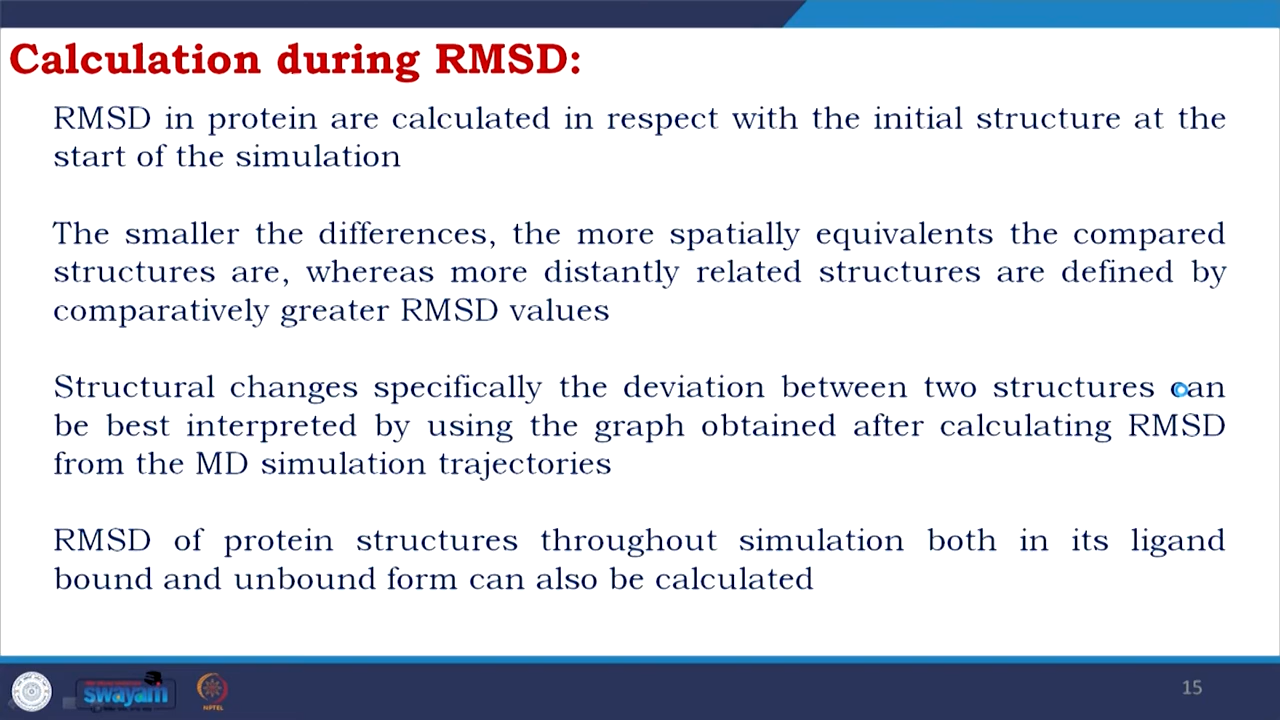 Calculation during RMSD:
RMSD in protein are calculated in respect with the initial structure at the
start of the simulation
The smaller the differences, the more spatially equivalents the compared
structures are, whereas more distantly related structures are defined by
comparatively greater RMSD values
Structural changes specifically the deviation between two structures can
be best interpreted by using the graph obtained after calculating RMSD
from the MD simulation trajectories
RMSD of protein structures throughout simulation both in its ligand
bound and unbound form can also be calculated
swayam
NPTEL
15